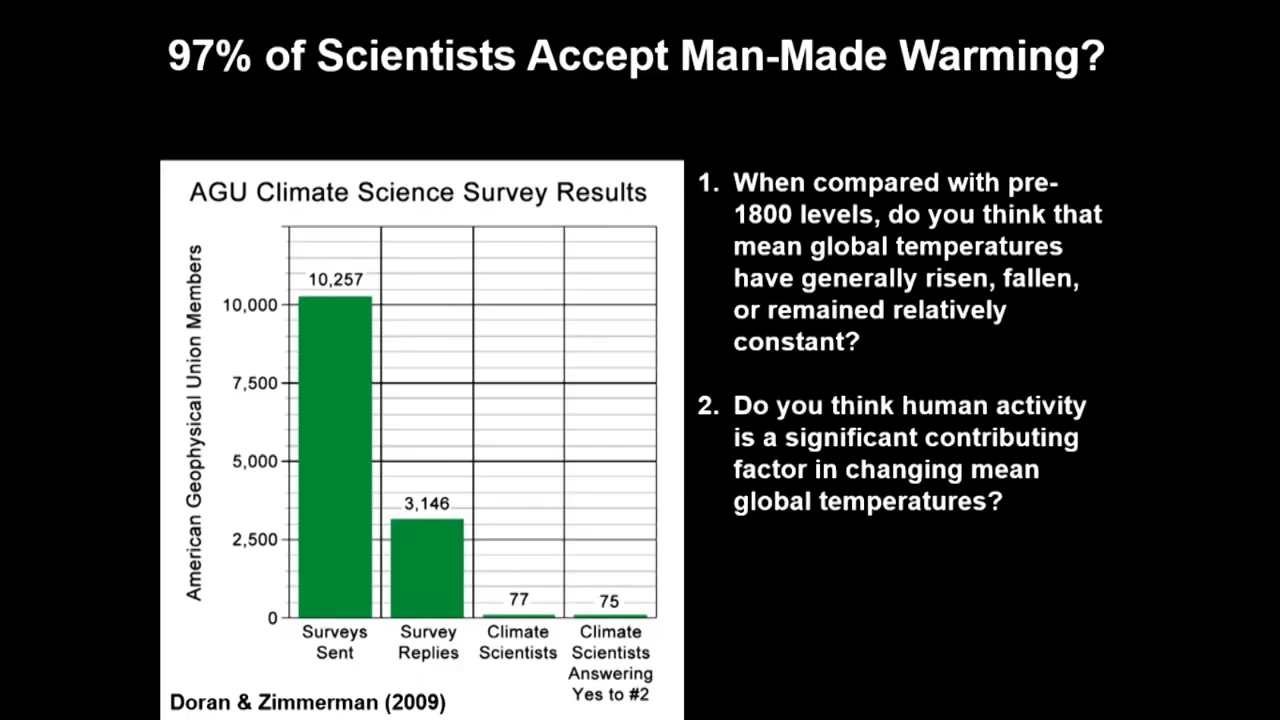 97% of Scientists Accept Man-Made Warming?
AGU Climate Science Survey Results
American Geophysical Union Members
10,000
7,500
5,000
2,500
0
10,257
3,146
77
75
Surveys
Sent
Survey
Replies
Climate
Scientists
Climate
Scientists
Answering
Yes to #2
Doran & Zimmerman (2009)
1. When compared with pre-
1800 levels, do you think that
mean global temperatures
have generally risen, fallen,
or remained relatively
constant?
2. Do you think human activity
is a significant contributing
factor in changing mean
global temperatures?